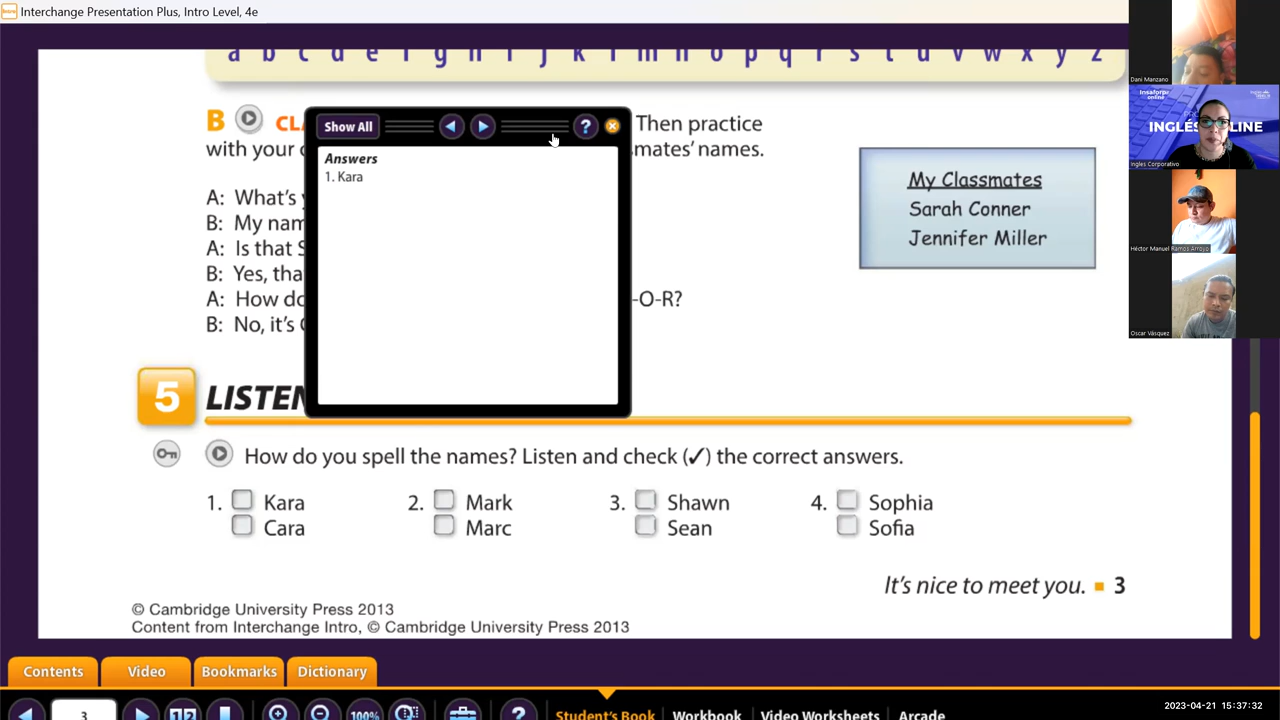 Interchange Presentation Plus, Intro Level, 4e
a b c d e f g h i j k l m n o p q r s t u v w x y z
B CL
Then practice
with your
mates' names.
Show All
?
Answers
1. Kara
A: What's
B: My nam
A: Is that S
B: Yes, tha
A: How do
-O-R?
B: No, it's
My Classmates
Sarah Conner
Jennifer Miller
5 LISTEN
How do you spell the names? Listen and check (✓) the correct answers.
1. Kara
Cara
2. Mark
Marc
3. Shawn
Sean
4. Sophia
Sofia
It's nice to meet you. ▪ 3
© Cambridge University Press 2013
Content from Interchange Intro, © Cambridge University Press 2013
Contents Video Bookmarks Dictionary
3
100%
?
Student's Book Workbook Video Worksheets Arcade
Dani Manzano
Insaforp
online
INGLÉS ONLINE
Ingles Corporativo
Héctor Manuel Ramos Arroyo
Oscar Vásquez
2023-04-21 15:37:32